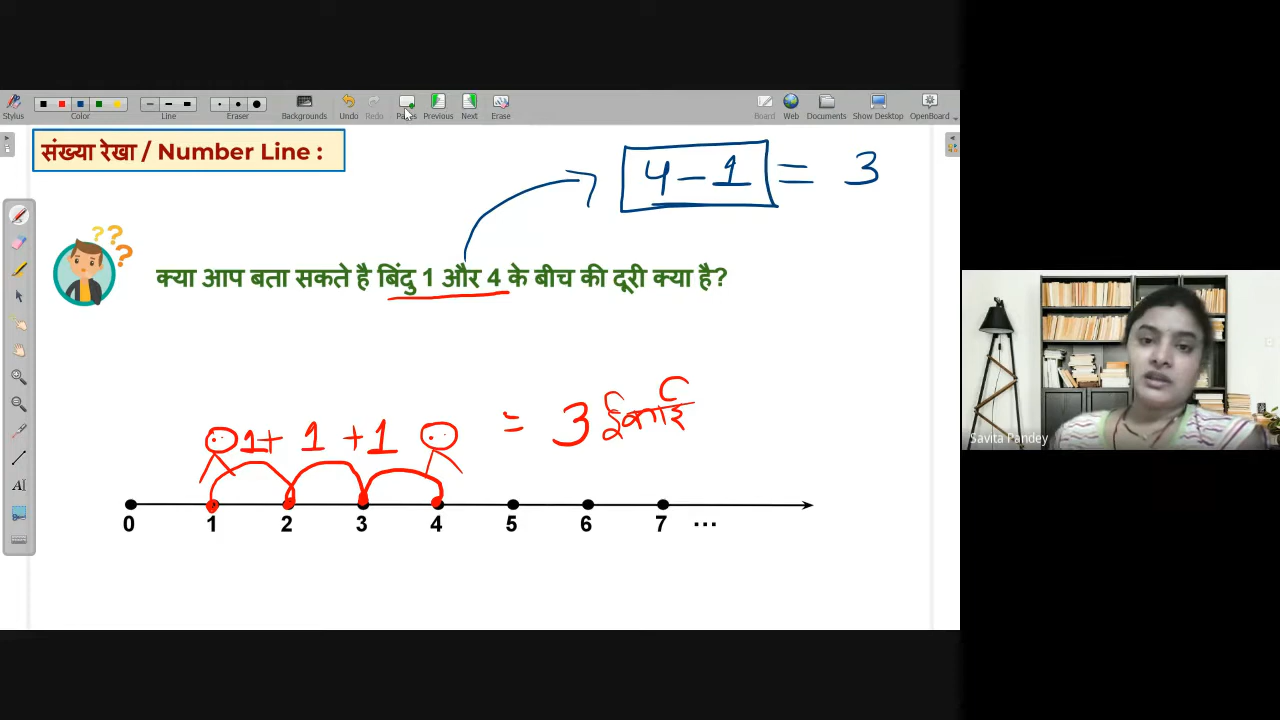 Stylus
Color
Line
Eraser
Backgrounds
Undo
Redo
Pages
Previous
Next
Erase
Board
Web
Documents
Show Desktop
OpenBoard
संख्या रेखा / Number Line :
4 - 1 = 3
क्या आप बता सकते है बिंदु 1 और 4 के बीच की दूरी क्या है?
1 + 1 + 1 = 3 ईकाई
0 1 2 3 4 5 6 7 ...
Savita Pandey